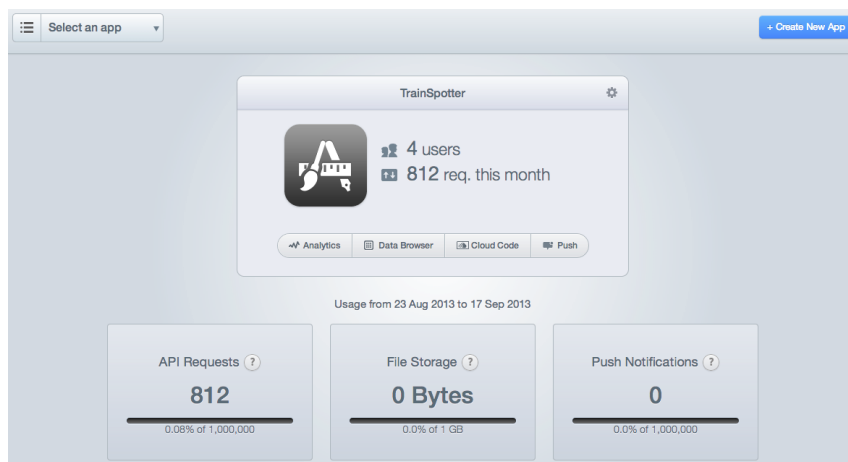 Select an app
+ Create New App
TrainSpotter
4 users
812 req. this month
Analytics
Data Browser
Cloud Code
Push
Usage from 23 Aug 2013 to 17 Sep 2013
API Requests ?
812
0.08% of 1,000,000
File Storage ?
0 Bytes
0.0% of 1 GB
Push Notifications ?
0
0.0% of 1,000,000